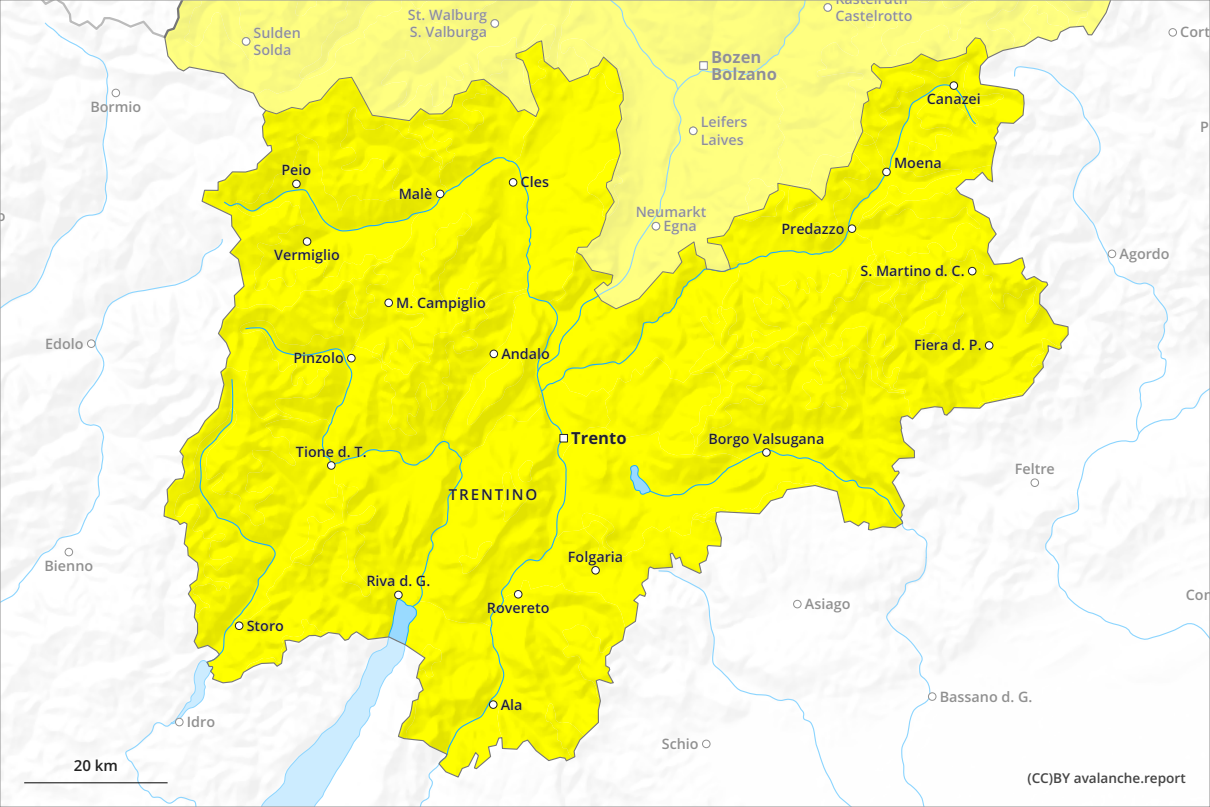 Kastelruth
Castelrotto
St. Walburg
S. Valburga
Sulden
Solda
Cort
Bozen
Bolzano
Canazei
Bormio
Leifers
Laives
P
Moena
Peio
Cles
Malè
Neumarkt
Egna
Predazzo
Agordo
Vermiglio
S. Martino d. C.
M. Campiglio
Edolo
Pinzolo
Andalo
Fiera d. P.
Trento
Borgo Valsugana
Tione d. T.
Feltre
TRENTINO
Bienno
Folgaria
Riva d. G.
Rovereto
Asiago
Cor
Storo
Ala
Bassano d. G.
Idro
Schio
20 km
(CC)BY avalanche.report